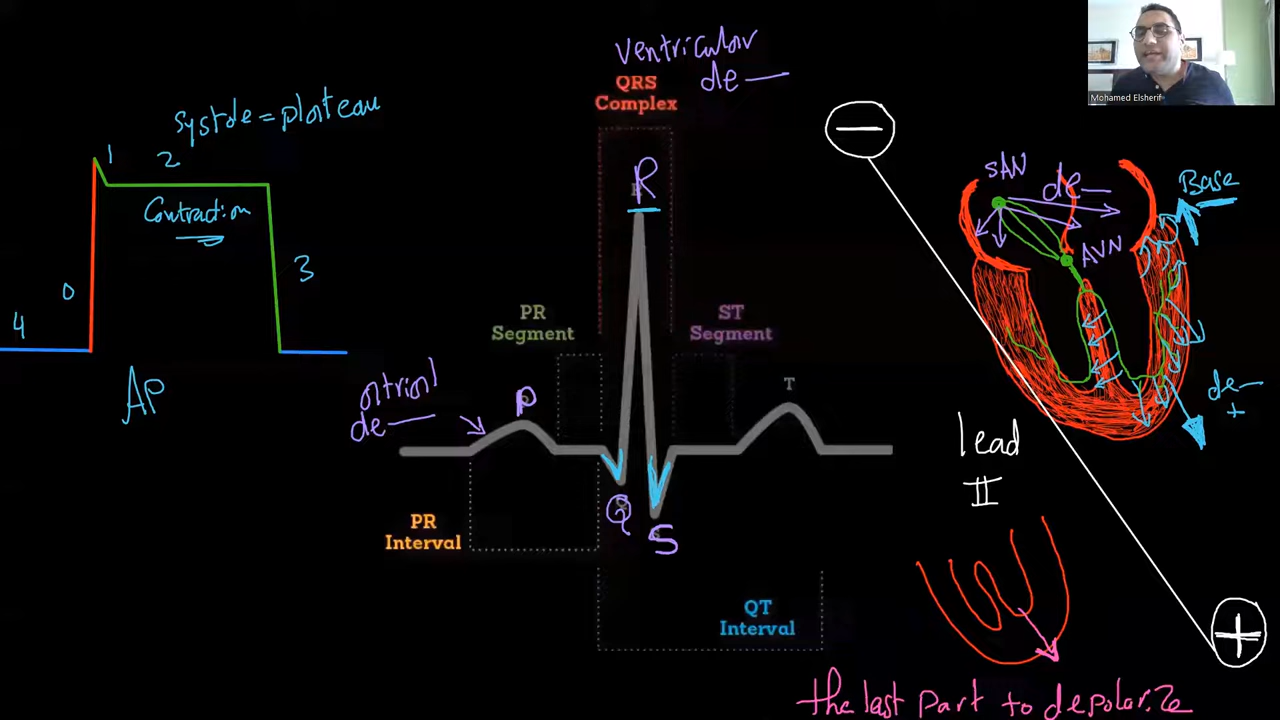 Ventricular
de—
QRS
Complex
Mohamed Elsherif
Systole = plateau
1
2
Contraction
0
3
4
AP
R
PR
Segment
ST
Segment
T
atrial
de—
P
Q
S
PR
Interval
QT
Interval
−
SAN
de—
Base
AVN
de—
+
lead
II
+
the last part to depolarize